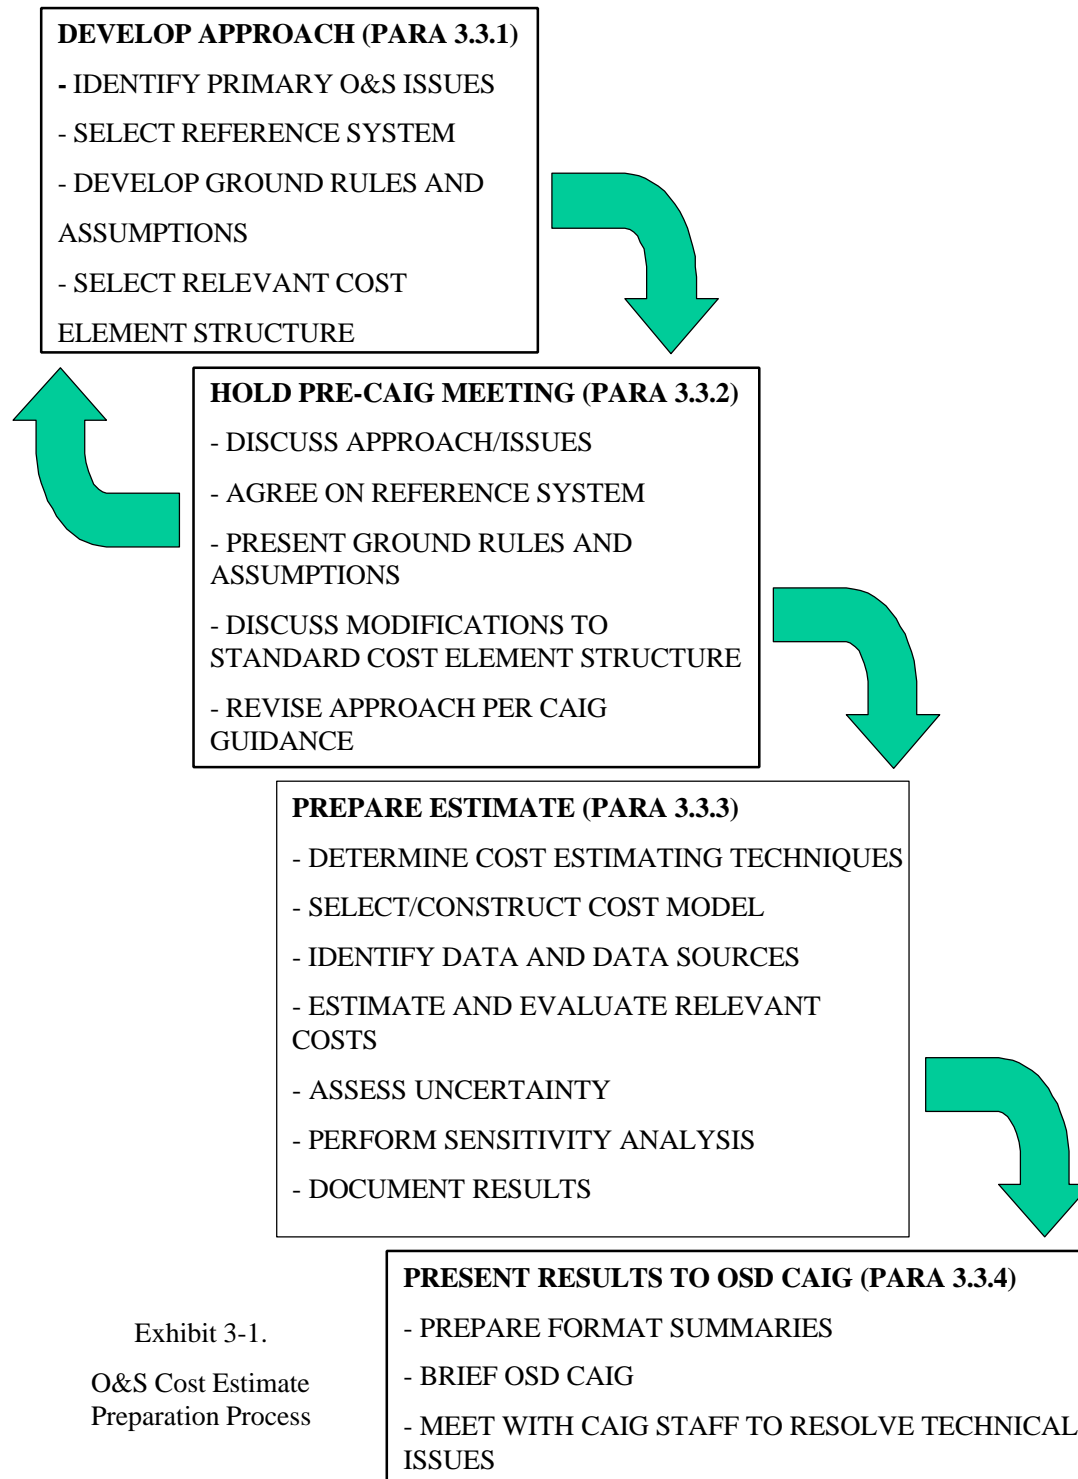 DEVELOP APPROACH (PARA 3.3.1)
- IDENTIFY PRIMARY O&S ISSUES
- SELECT REFERENCE SYSTEM
- DEVELOP GROUND RULES AND
ASSUMPTIONS
- SELECT RELEVANT COST
ELEMENT STRUCTURE
HOLD PRE-CAIG MEETING (PARA 3.3.2)
- DISCUSS APPROACH/ISSUES
- AGREE ON REFERENCE SYSTEM
- PRESENT GROUND RULES AND
ASSUMPTIONS
- DISCUSS MODIFICATIONS TO
STANDARD COST ELEMENT STRUCTURE
- REVISE APPROACH PER CAIG
GUIDANCE
PREPARE ESTIMATE (PARA 3.3.3)
- DETERMINE COST ESTIMATING TECHNIQUES
- SELECT/CONSTRUCT COST MODEL
- IDENTIFY DATA AND DATA SOURCES
- ESTIMATE AND EVALUATE RELEVANT
COSTS
- ASSESS UNCERTAINTY
- PERFORM SENSITIVITY ANALYSIS
- DOCUMENT RESULTS
PRESENT RESULTS TO OSD CAIG (PARA 3.3.4)
- PREPARE FORMAT SUMMARIES
- BRIEF OSD CAIG
- MEET WITH CAIG STAFF TO RESOLVE TECHNICAL
ISSUES
Exhibit 3-1.
O&S Cost Estimate
Preparation Process